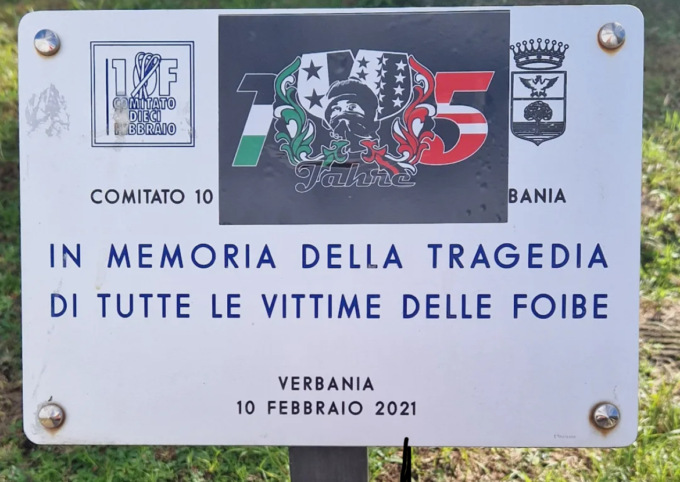 10F
COMITATO
DIECI
FEBBRAIO
15
Jahre
COMITATO 10
BANIA
IN MEMORIA DELLA TRAGEDIA
DI TUTTE LE VITTIME DELLE FOIBE
VERBANIA
10 FEBBRAIO 2021